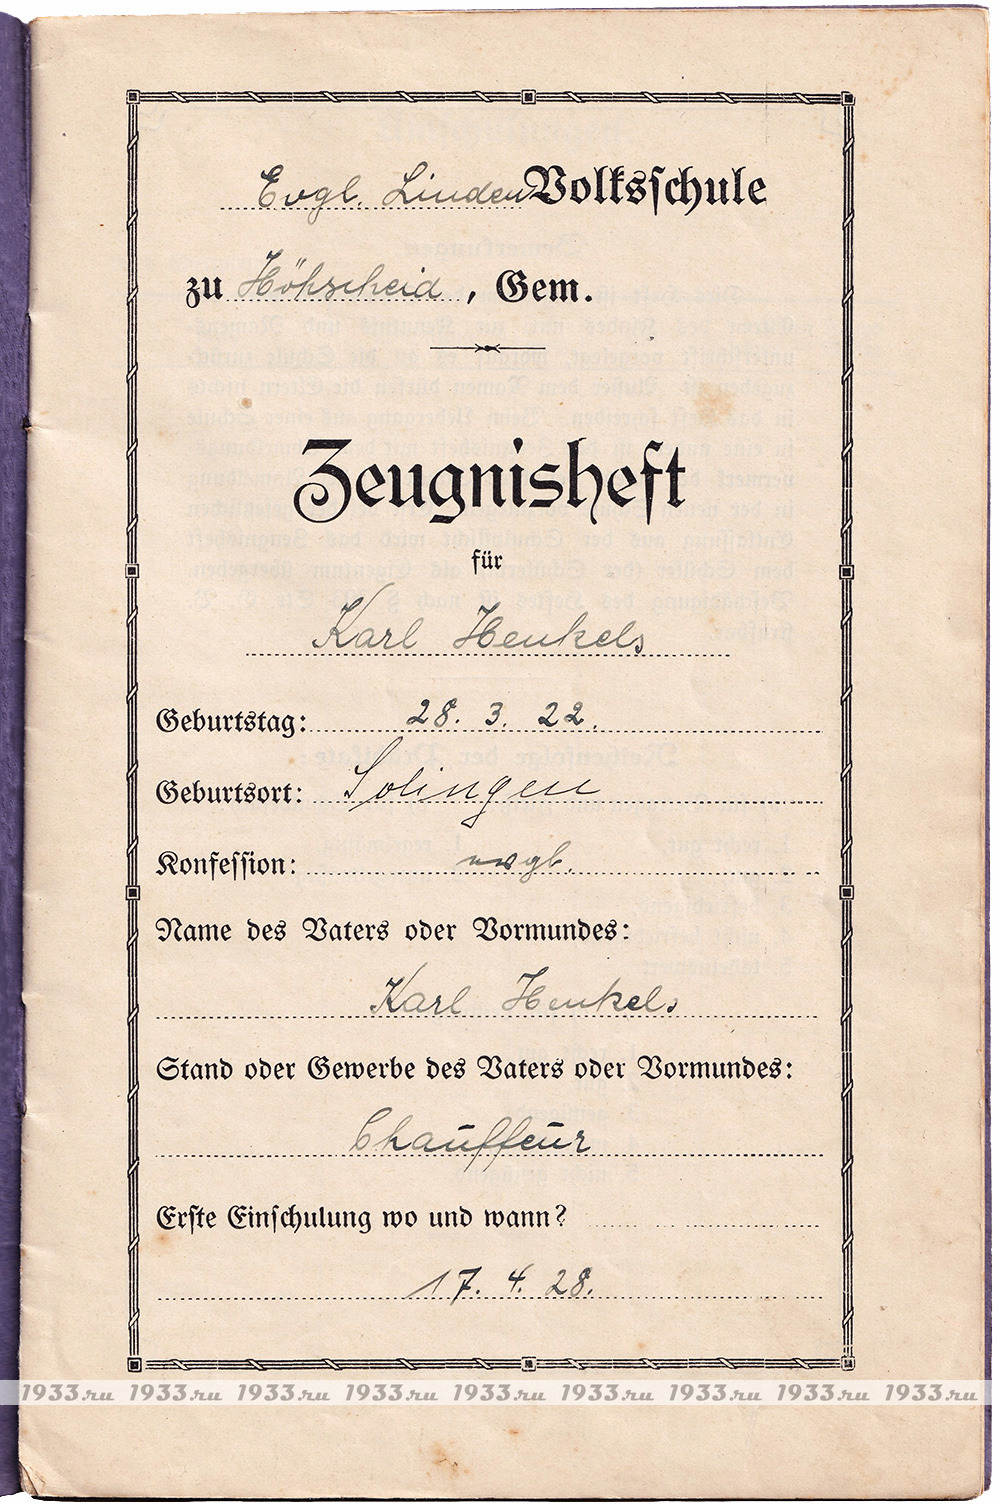 Evgl. Linden Volksschule
zu Höhscheid, Gem.
Zeugnisheft
für
Karl Henkels
Geburtstag: 28. 3. 22.
Geburtsort: Solingen
Konfession: evgl.
Name des Vaters oder Vormundes:
Karl Henkels
Stand oder Gewerbe des Vaters oder Vormundes:
Chauffeur
Erste Einschulung wo und wann?
17. 4. 28.
1933.ru 1933.ru 1933.ru 1933.ru 1933.ru 1933.ru 1933.ru 1933.ru 1933.ru